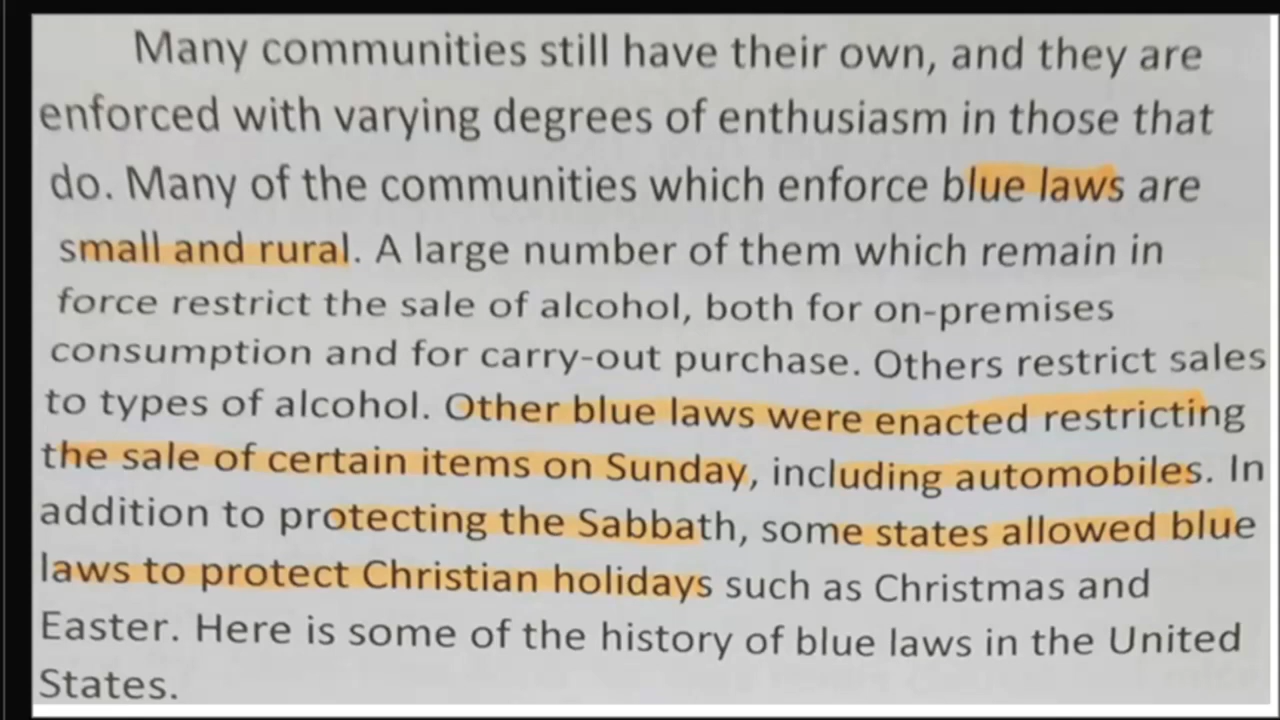 Many communities still have their own, and they are
enforced with varying degrees of enthusiasm in those that
do. Many of the communities which enforce blue laws are
small and rural. A large number of them which remain in
force restrict the sale of alcohol, both for on-premises
consumption and for carry-out purchase. Others restrict sales
to types of alcohol. Other blue laws were enacted restricting
the sale of certain items on Sunday, including automobiles. In
addition to protecting the Sabbath, some states allowed blue
laws to protect Christian holidays such as Christmas and
Easter. Here is some of the history of blue laws in the United
States.